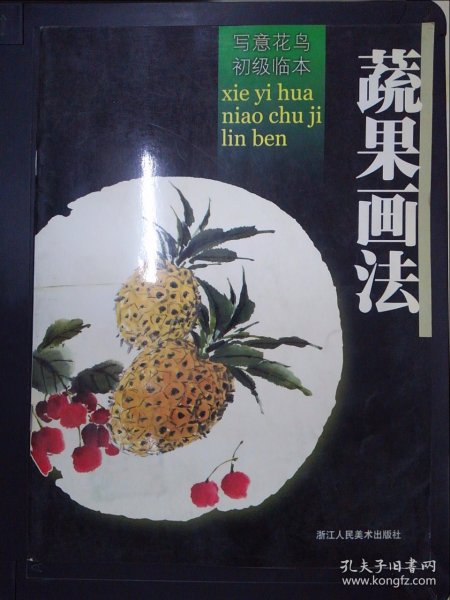 写意花鸟
初级临本
xie yi hua
niao chu ji
lin ben
蔬果画法
浙江人民美术出版社
孔夫子旧书网
www.kongfz.com